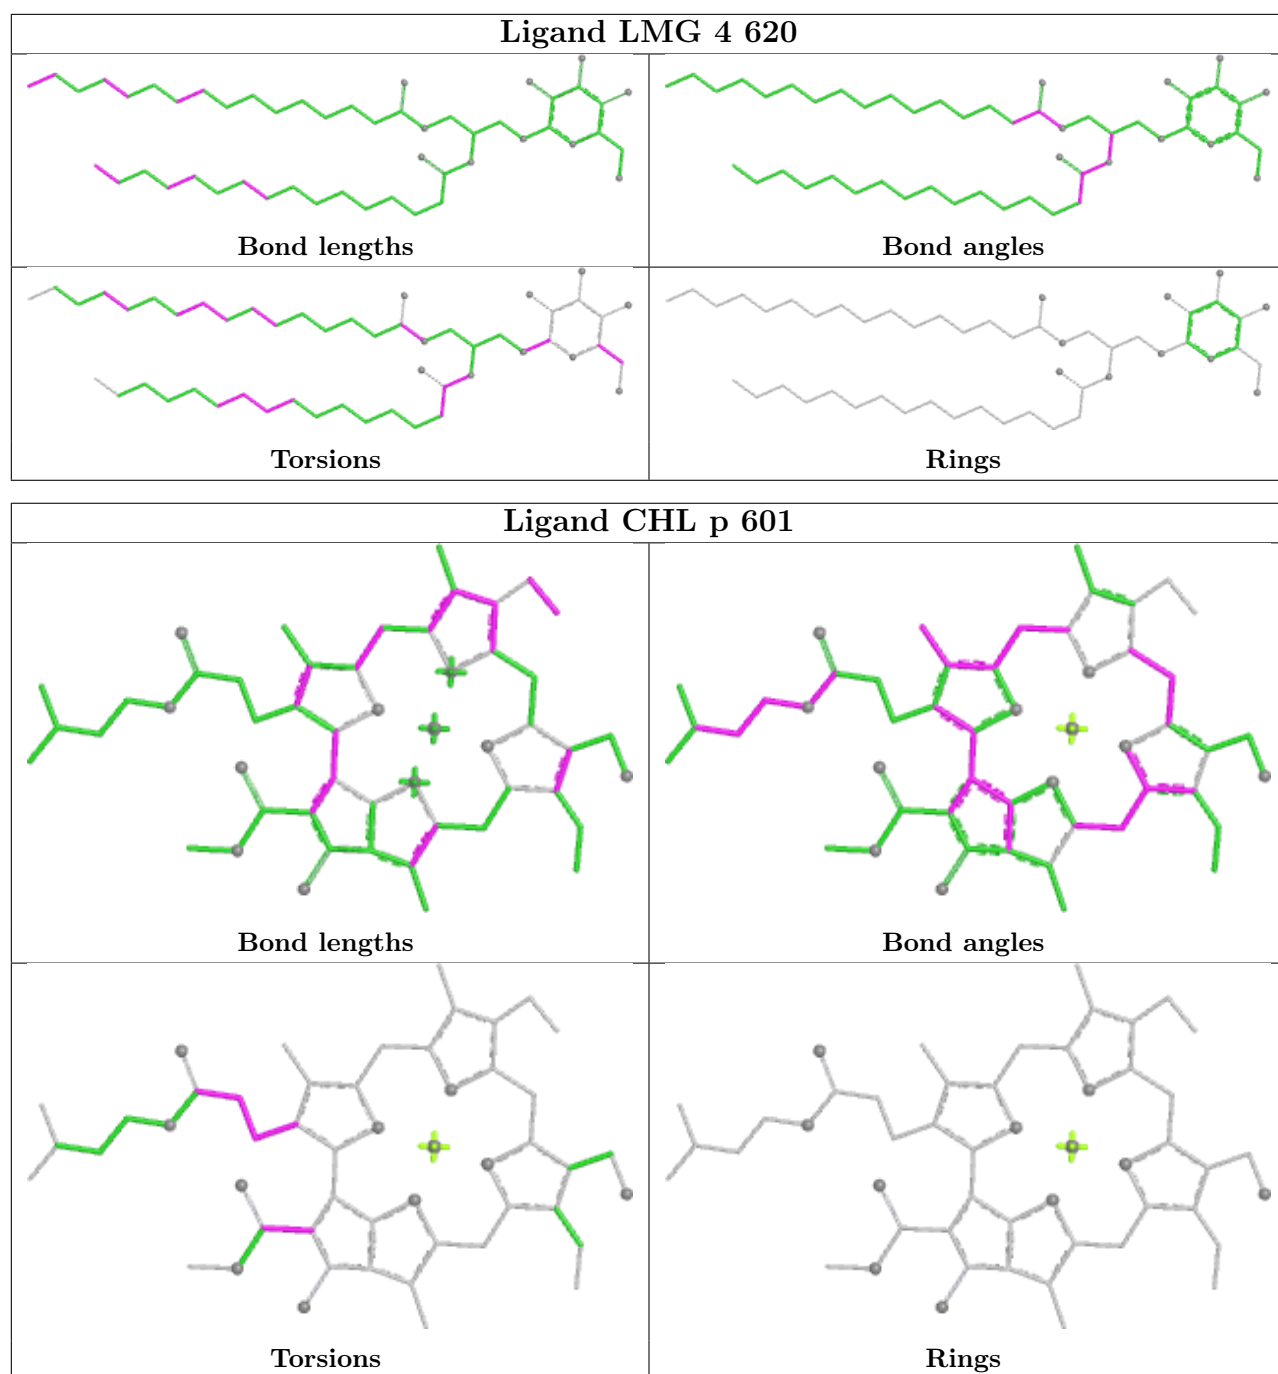 Ligand LMG 4 620
Bond lengths
Bond angles
Torsions
Rings
Ligand CHL p 601
Bond lengths
Bond angles
Torsions
Rings